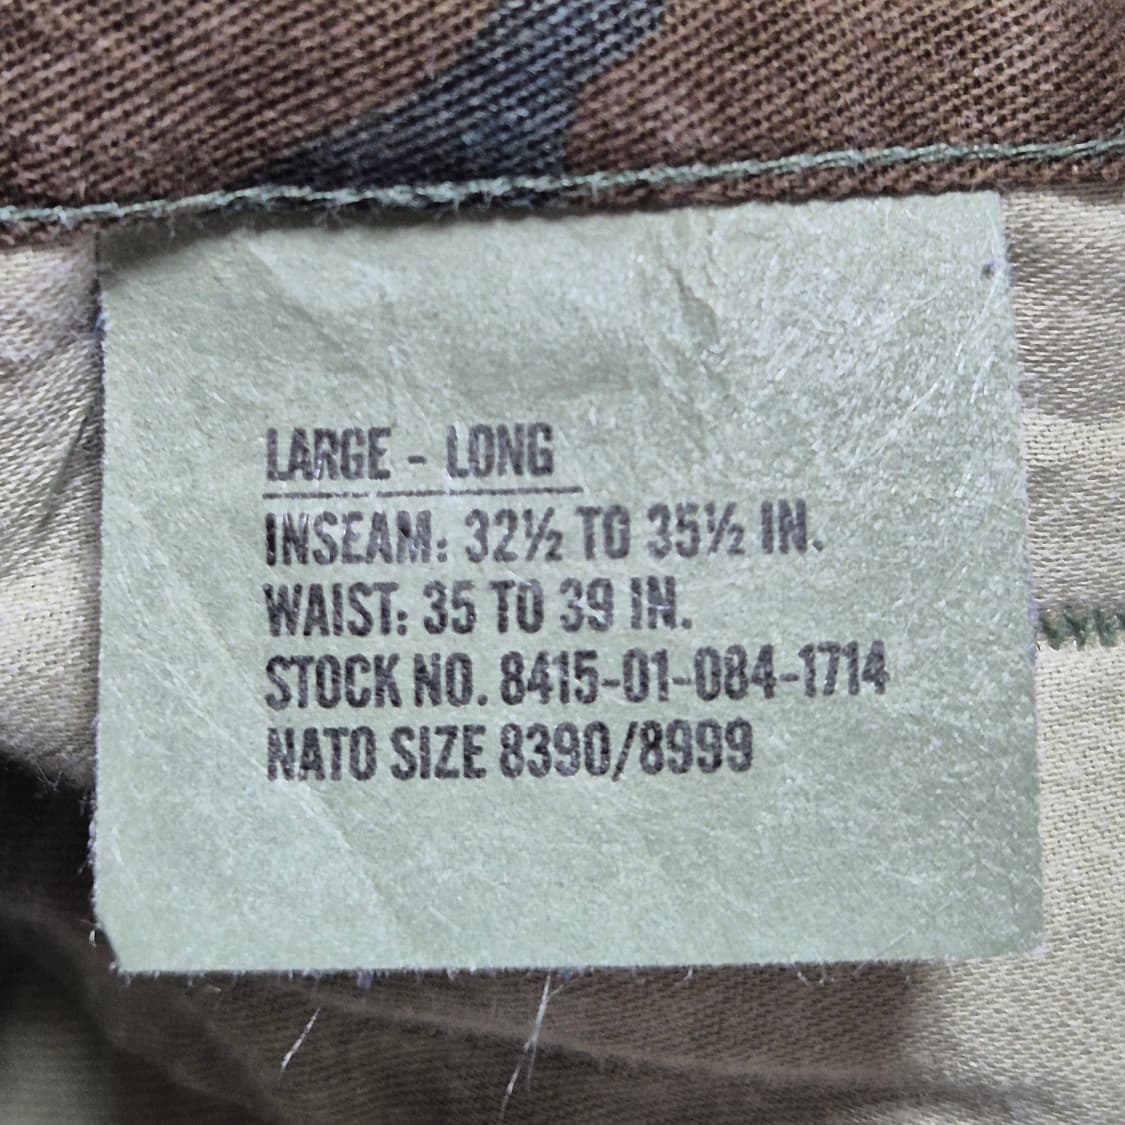 LARGE - LONG
INSEAM: 32½ TO 35½ IN.
WAIST: 35 TO 39 IN.
STOCK NO. 8415-01-084-1714
NATO SIZE 8390/8999